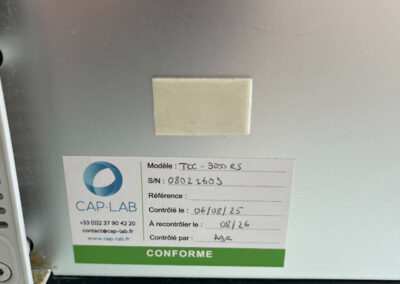 CAP-LAB
+33 (0)2 37 90 42 20
contact@cap-lab.fr
www.cap-lab.fr
Modèle : TCC - 3000 RS
S/N : 08021603
Référence :
Contrôlé le : 06/08/25
A recontrôler le : 08/26
Contrôlé par :
CONFORME